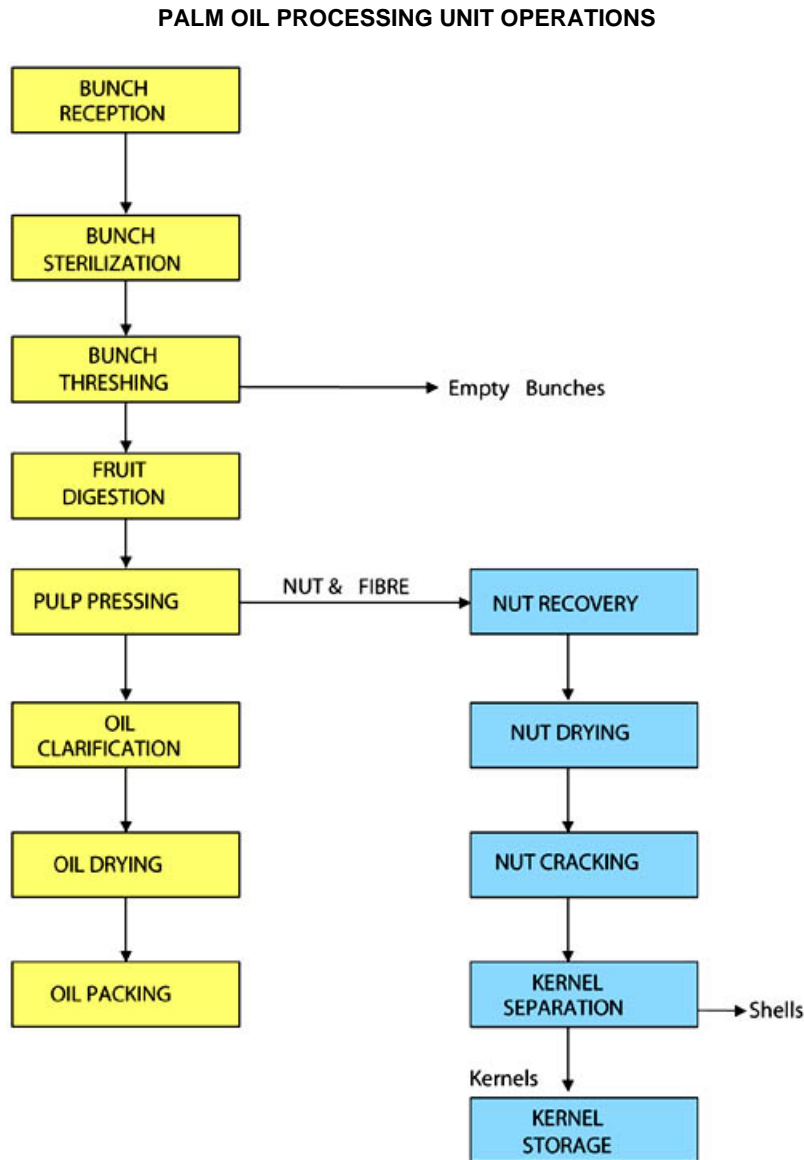 PALM OIL PROCESSING UNIT OPERATIONS
BUNCH
RECEPTION
BUNCH
STERILIZATION
BUNCH
THRESHING
Empty Bunches
FRUIT
DIGESTION
PULP PRESSING
NUT & FIBRE
NUT RECOVERY
OIL
CLARIFICATION
NUT DRYING
OIL DRYING
NUT CRACKING
OIL PACKING
KERNEL
SEPARATION
Shells
Kernels
KERNEL
STORAGE